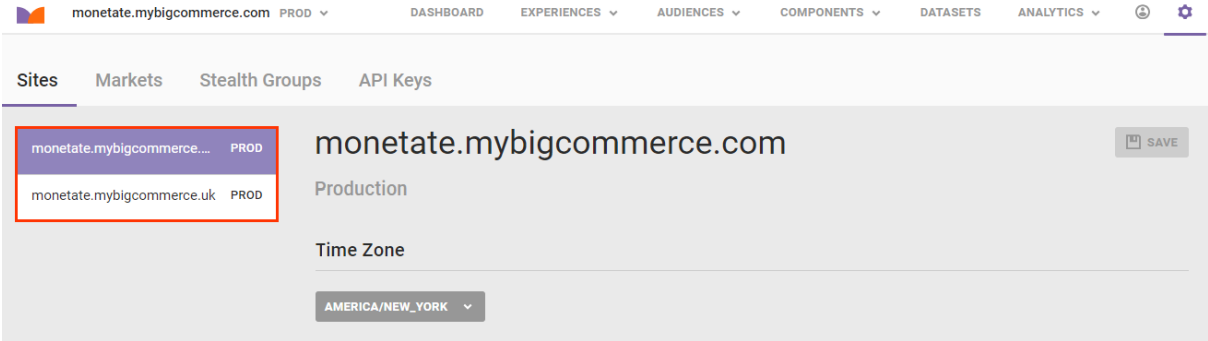 monetate.mybigcommerce.com PROD DASHBOARD EXPERIENCES AUDIENCES COMPONENTS DATASETS ANALYTICS
Sites Markets Stealth Groups API Keys
monetate.mybigcommerce.... PROD
monetate.mybigcommerce.uk PROD
monetate.mybigcommerce.com
SAVE
Production
Time Zone
AMERICA/NEW_YORK